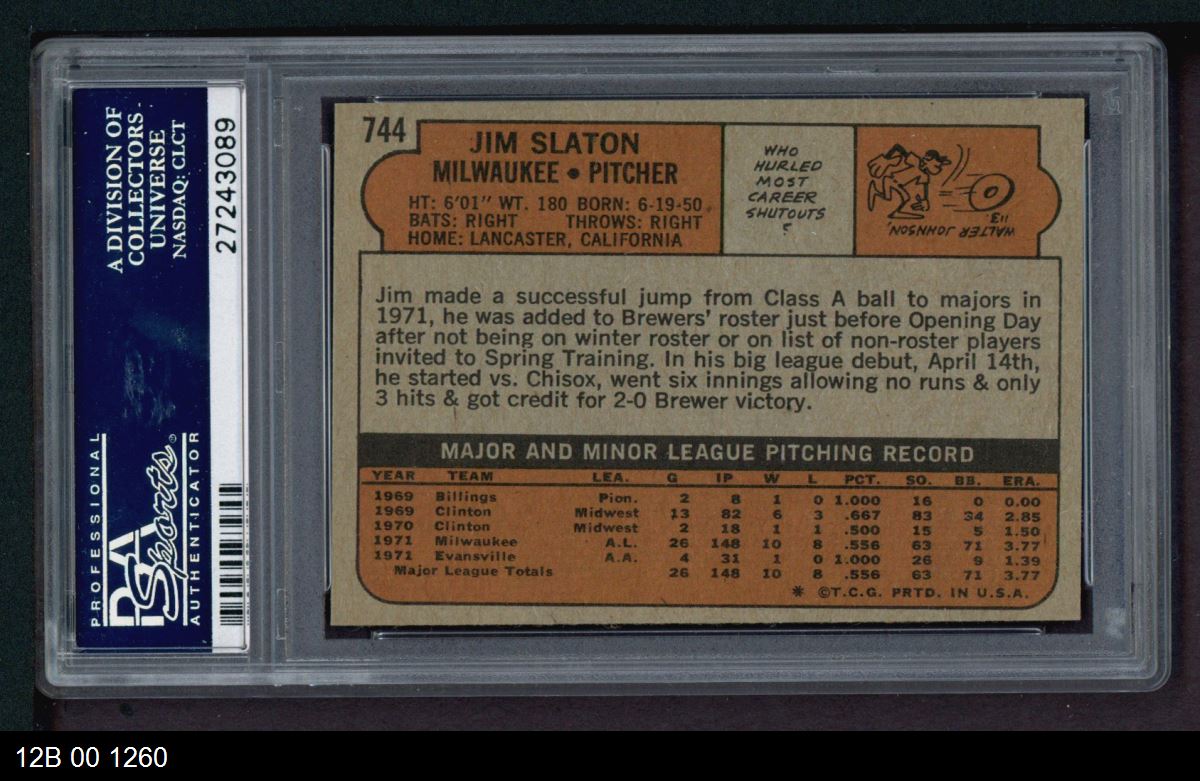 A DIVISION OF
COLLECTORS
UNIVERSE
NASDAQ: CLCT
27243089
PROFESSIONAL
PSA
Sports®
AUTHENTICATOR
744
JIM SLATON
MILWAUKEE • PITCHER
HT: 6'01" WT. 180 BORN: 6-19-50
BATS: RIGHT THROWS: RIGHT
HOME: LANCASTER, CALIFORNIA
WHO
HURLED
MOST
CAREER
SHUTOUTS
?
WALTER JOHNSON,
113.
Jim made a successful jump from Class A ball to majors in
1971, he was added to Brewers' roster just before Opening Day
after not being on winter roster or on list of non-roster players
invited to Spring Training. In his big league debut, April 14th,
he started vs. Chisox, went six innings allowing no runs & only
3 hits & got credit for 2-0 Brewer victory.
MAJOR AND MINOR LEAGUE PITCHING RECORD
YEAR TEAM LEA. G IP W L PCT. SO. BB. ERA.
1969 Billings Pion. 2 8 1 0 1.000 16 0 0.00
1969 Clinton Midwest 13 82 6 3 .667 83 34 2.85
1970 Clinton Midwest 2 18 1 1 .500 15 5 1.50
1971 Milwaukee A.L. 26 148 10 8 .556 63 71 3.77
1971 Evansville A.A. 4 31 1 0 1.000 26 9 1.39
Major League Totals 26 148 10 8 .556 63 71 3.77
* ©T.C.G. PRTD. IN U.S.A.
12B 00 1260